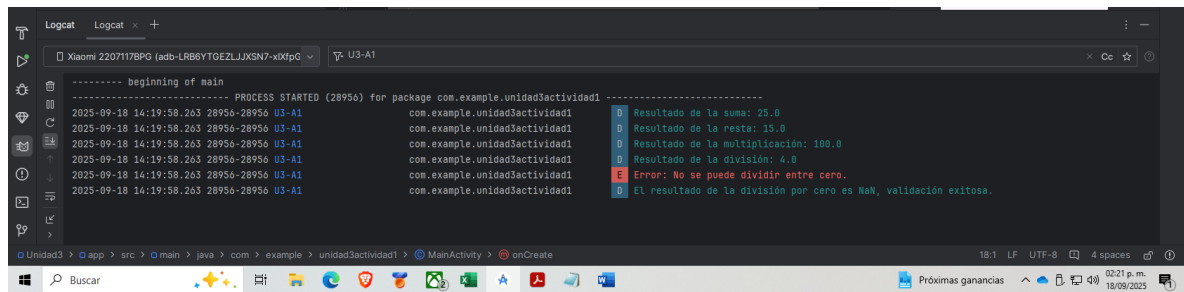 Logcat Logcat × +
Xiaomi 2207117BPG (adb-LRB6YTGEZLJJXSN7-xIXfpG U3-A1 × Cc
--------- beginning of main
--------------------------- PROCESS STARTED (28956) for package com.example.unidad3actividad1 ---------------------------
2025-09-18 14:19:58.263 28956-28956 U3-A1 com.example.unidad3actividad1 D Resultado de la suma: 25.0
2025-09-18 14:19:58.263 28956-28956 U3-A1 com.example.unidad3actividad1 D Resultado de la resta: 15.0
2025-09-18 14:19:58.263 28956-28956 U3-A1 com.example.unidad3actividad1 D Resultado de la multiplicación: 100.0
2025-09-18 14:19:58.263 28956-28956 U3-A1 com.example.unidad3actividad1 D Resultado de la división: 4.0
2025-09-18 14:19:58.263 28956-28956 U3-A1 com.example.unidad3actividad1 E Error: No se puede dividir entre cero.
2025-09-18 14:19:58.263 28956-28956 U3-A1 com.example.unidad3actividad1 D El resultado de la división por cero es NaN, validación exitosa.
Unidad3 > app > src > main > java > com > example > unidad3actividad1 > MainActivity > onCreate 18:1 LF UTF-8 4 spaces
Buscar Próximas ganancias 02:21 p. m.
18/09/2025